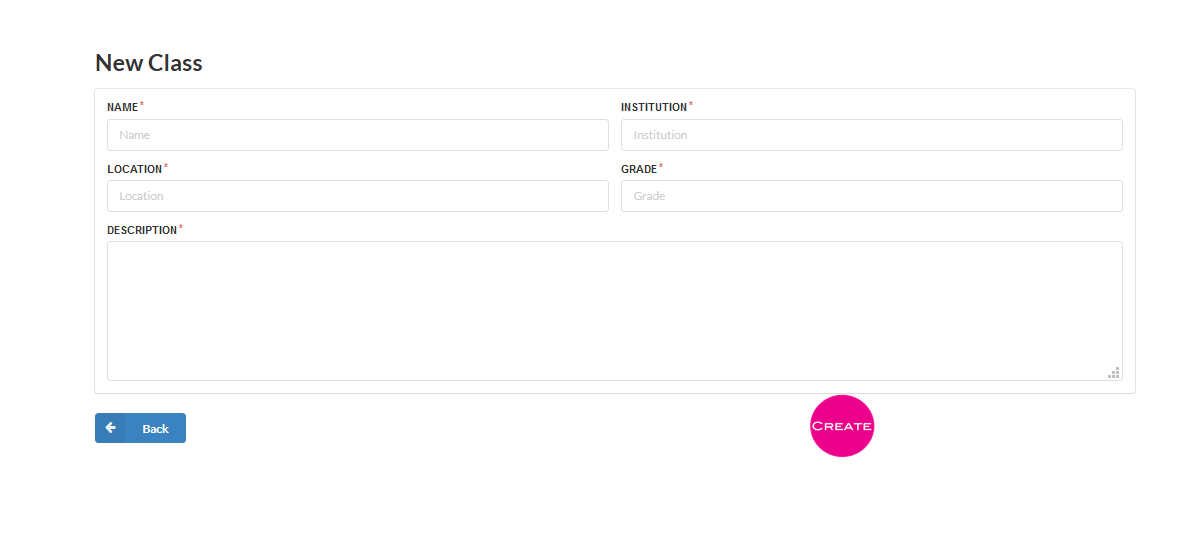 New Class
NAME* INSTITUTION*
Name Institution
LOCATION* GRADE*
Location Grade
DESCRIPTION*
Back CREATE